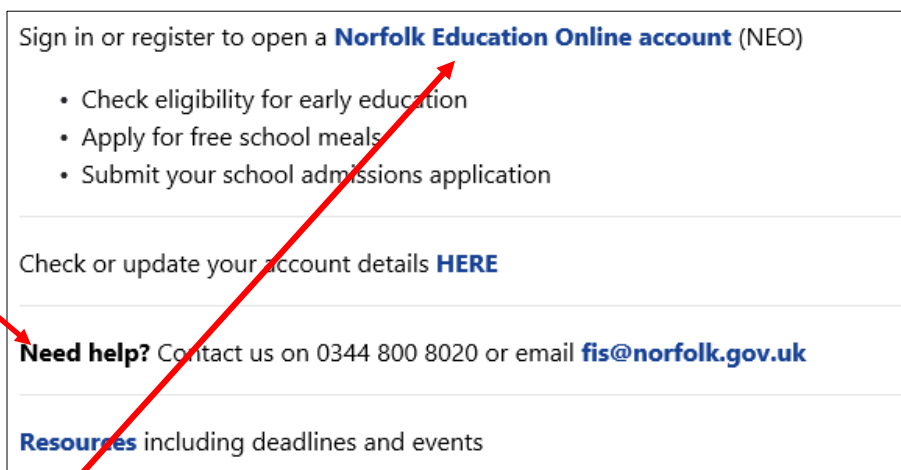 Sign in or register to open a Norfolk Education Online account (NEO)
• Check eligibility for early education
• Apply for free school meals
• Submit your school admissions application
Check or update your account details HERE
Need help? Contact us on 0344 800 8020 or email fis@norfolk.gov.uk
Resources including deadlines and events